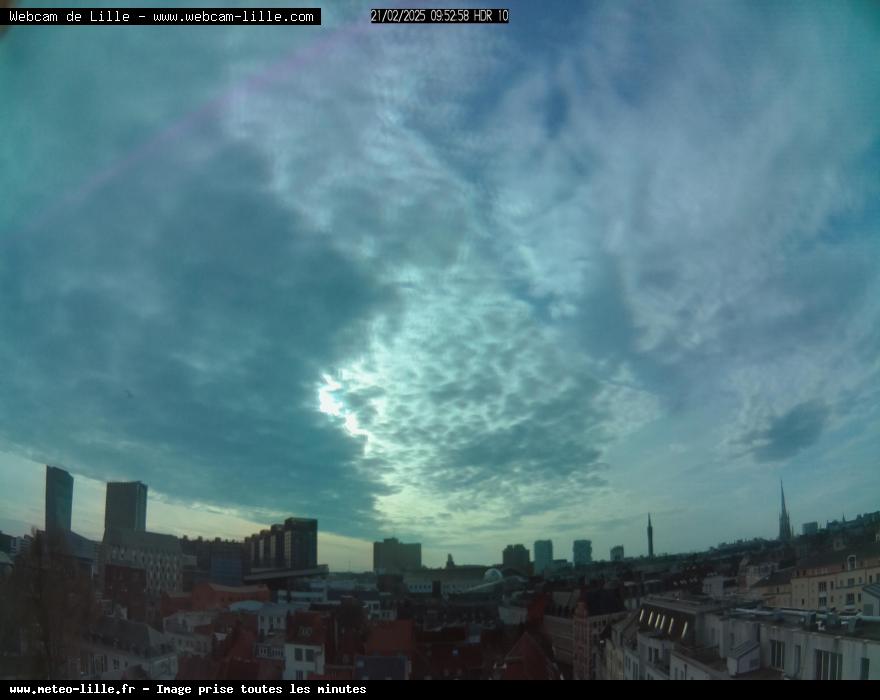 Webcam de Lille - www.webcam-lille.com
21/02/2025 09:52:58 HDR 10
www.meteo-lille.fr - Image prise toutes les minutes